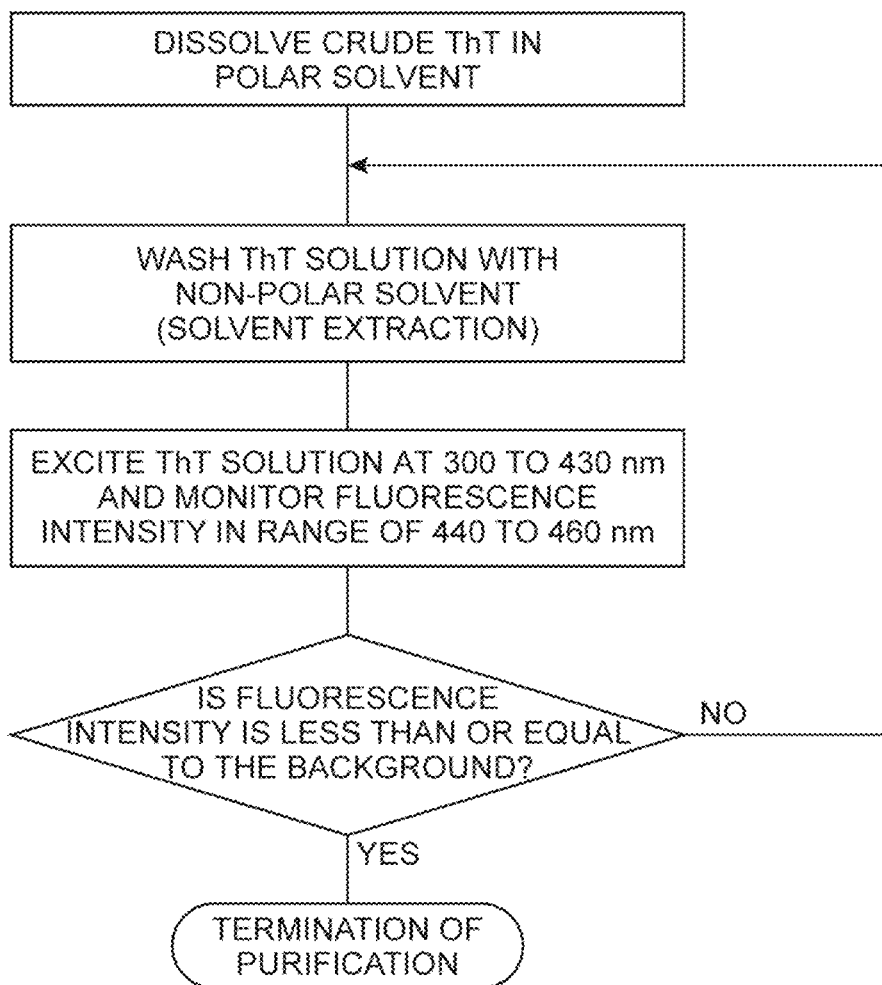 DISSOLVE CRUDE ThT IN
POLAR SOLVENT
WASH ThT SOLUTION WITH
NON-POLAR SOLVENT
(SOLVENT EXTRACTION)
EXCITE ThT SOLUTION AT 300 TO 430 nm
AND MONITOR FLUORESCENCE
INTENSITY IN RANGE OF 440 TO 460 nm
IS FLUORESCENCE
INTENSITY IS LESS THAN OR EQUAL
TO THE BACKGROUND?
NO
YES
TERMINATION OF
PURIFICATION